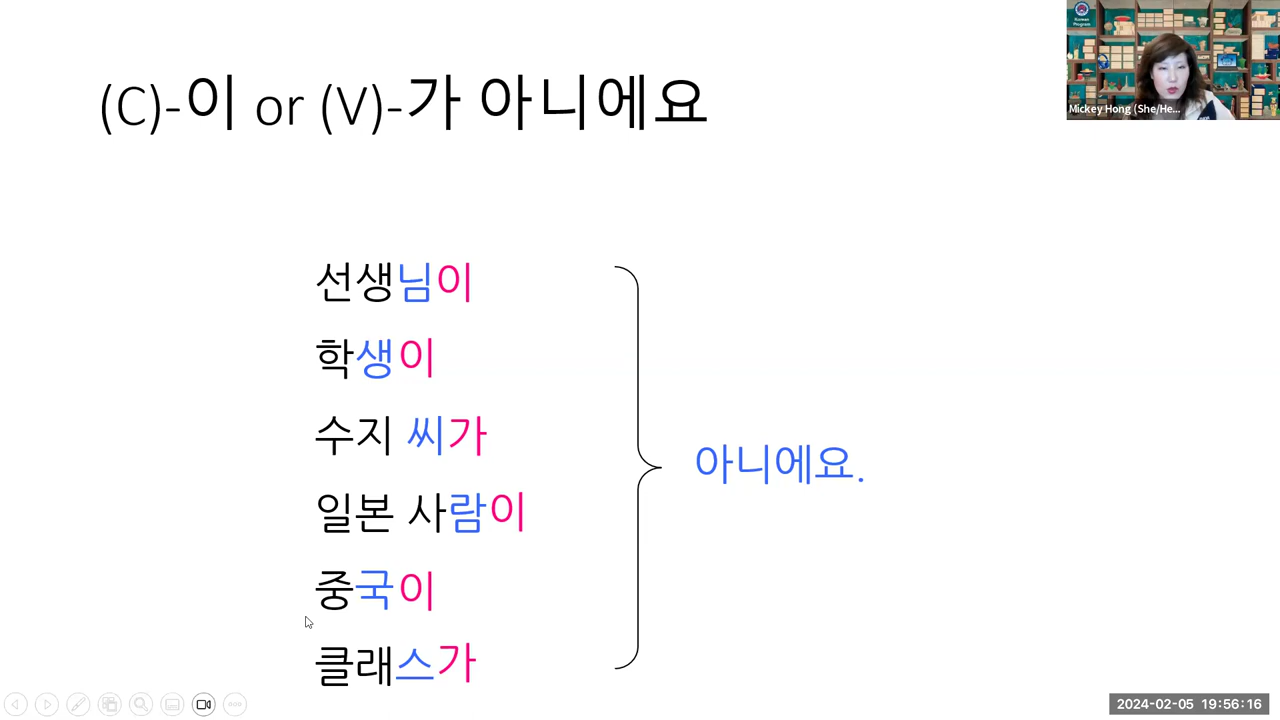 (C)-이 or (V)-가 아니에요
Korean
Program
Mickey Hong (She/He...
선생님이
학생이
수지 씨가
일본 사람이
중국이
클래스가
아니에요.
2024-02-05 19:56:16